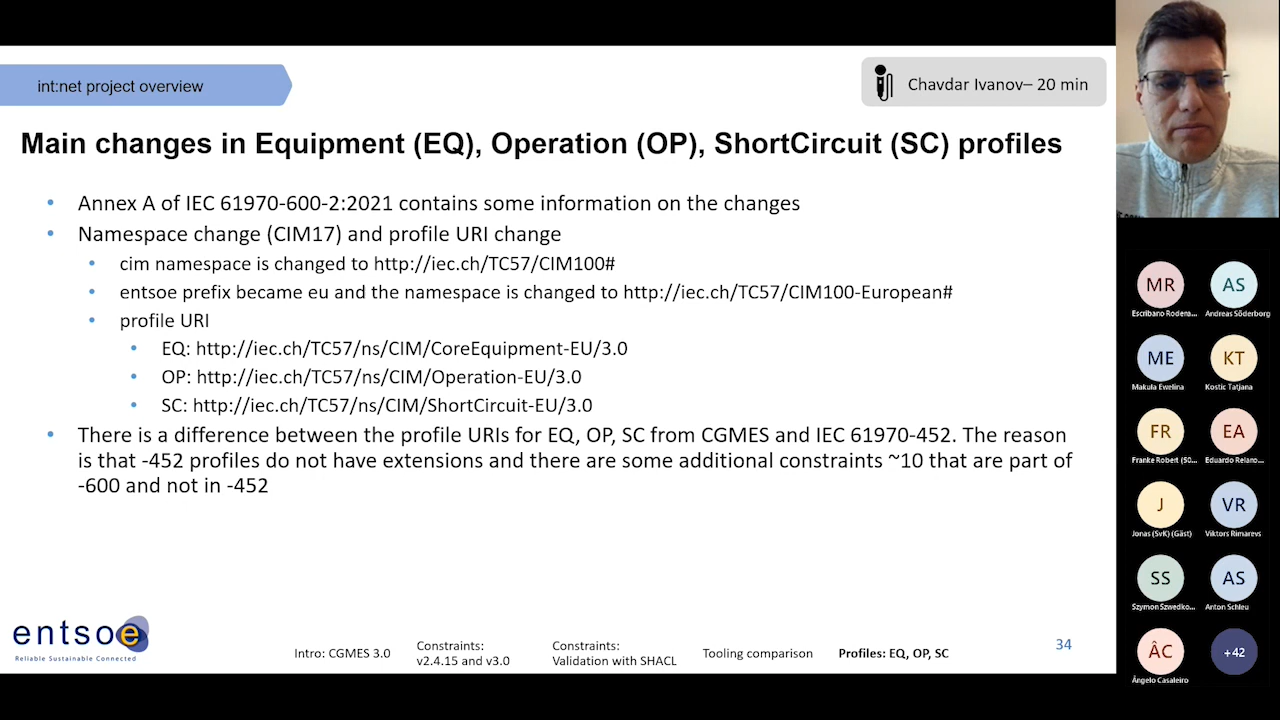 int:net project overview
Chavdar Ivanov– 20 min
Main changes in Equipment (EQ), Operation (OP), ShortCircuit (SC) profiles
• Annex A of IEC 61970-600-2:2021 contains some information on the changes
• Namespace change (CIM17) and profile URI change
• cim namespace is changed to http://iec.ch/TC57/CIM100#
• entsoe prefix became eu and the namespace is changed to http://iec.ch/TC57/CIM100-European#
• profile URI
• EQ: http://iec.ch/TC57/ns/CIM/CoreEquipment-EU/3.0
• OP: http://iec.ch/TC57/ns/CIM/Operation-EU/3.0
• SC: http://iec.ch/TC57/ns/CIM/ShortCircuit-EU/3.0
• There is a difference between the profile URIs for EQ, OP, SC from CGMES and IEC 61970-452. The reason
is that -452 profiles do not have extensions and there are some additional constraints ~10 that are part of
-600 and not in -452
entsoe
Reliable Sustainable Connected
Intro: CGMES 3.0
Constraints:
v2.4.15 and v3.0
Constraints:
Validation with SHACL
Tooling comparison
Profiles: EQ, OP, SC
34
MR
Escribano Rodera...
AS
Andreas Söderborg
ME
Makula Ewelina
KT
Kostic Tatjana
FR
Franke Robert (50...
EA
Eduardo Relano...
J
Jonas (SvK) (Gäst)
VR
Viktors Rimarevs
SS
Szymon Szwedko...
AS
Anton Schleu
ÂC
Ângelo Casaleiro
+42